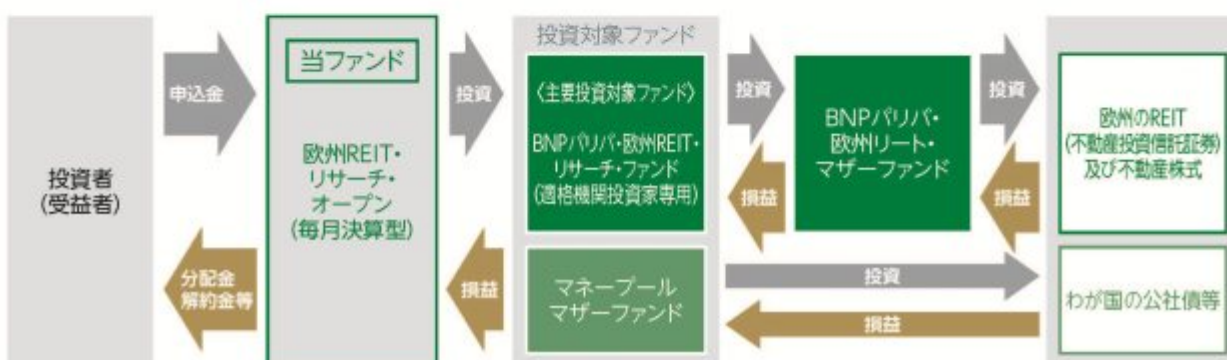 投資者
(受益者)
申込金
分配金
解約金等
当ファンド
欧州REIT・
リサーチ・
オープン
(毎月決算型)
投資
損益
投資対象ファンド
〈主要投資対象ファンド〉
BNPパリバ・欧州REIT・
リサーチ・ファンド
(適格機関投資家専用)
マネープール
マザーファンド
投資
損益
BNPパリバ・
欧州リート・
マザーファンド
投資
損益
投資
損益
欧州のREIT
(不動産投資信託証券)
及び不動産株式
わが国の公社債等